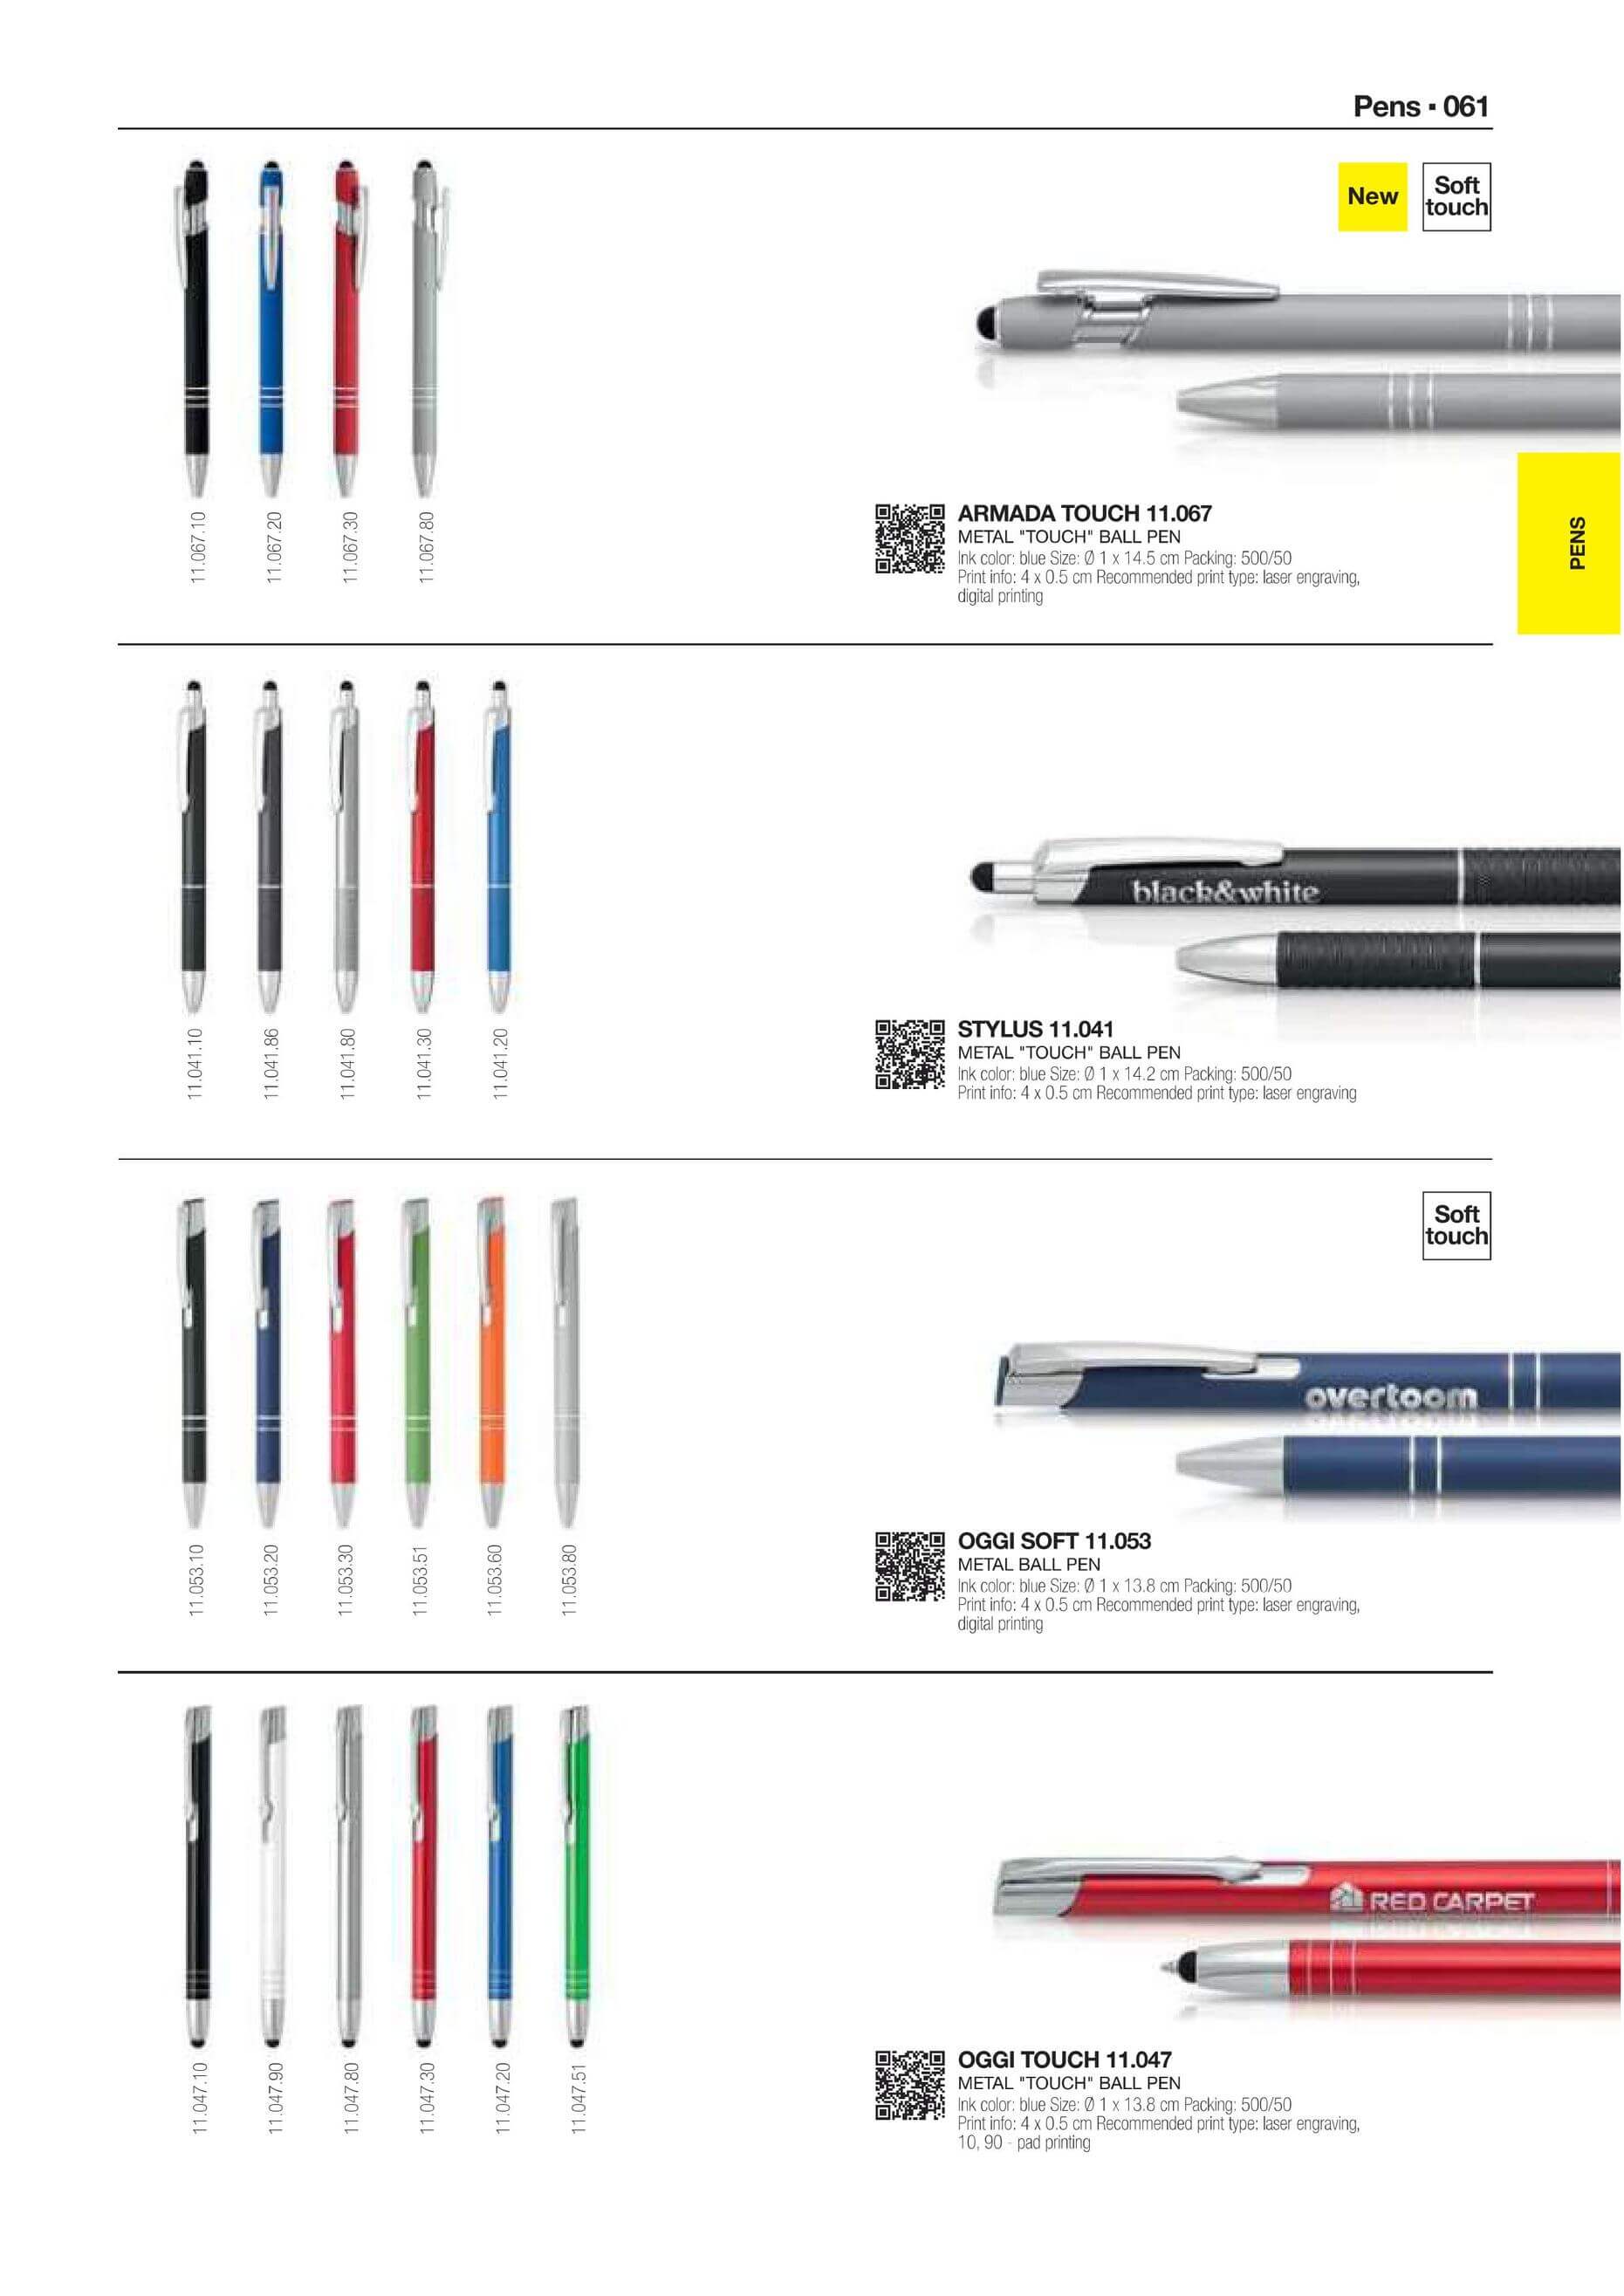 Pens ▪ 061
New
Soft
touch
11.067.10
11.067.20
11.067.30
11.067.80
ARMADA TOUCH 11.067
METAL "TOUCH" BALL PEN
Ink color: blue Size: Ø 1 x 14.5 cm Packing: 500/50
Print info: 4 x 0.5 cm Recommended print type: laser engraving,
digital printing
PENS
black&white
11.041.10
11.041.86
11.041.80
11.041.30
11.041.20
STYLUS 11.041
METAL "TOUCH" BALL PEN
Ink color: blue Size: Ø 1 x 14.2 cm Packing: 500/50
Print info: 4 x 0.5 cm Recommended print type: laser engraving
Soft
touch
overtoom
11.053.10
11.053.20
11.053.30
11.053.51
11.053.60
11.053.80
OGGI SOFT 11.053
METAL BALL PEN
Ink color: blue Size: Ø 1 x 13.8 cm Packing: 500/50
Print info: 4 x 0.5 cm Recommended print type: laser engraving,
digital printing
RED CARPET
11.047.10
11.047.90
11.047.80
11.047.30
11.047.20
11.047.51
OGGI TOUCH 11.047
METAL "TOUCH" BALL PEN
Ink color: blue Size: Ø 1 x 13.8 cm Packing: 500/50
Print info: 4 x 0.5 cm Recommended print type: laser engraving,
10, 90 - pad printing